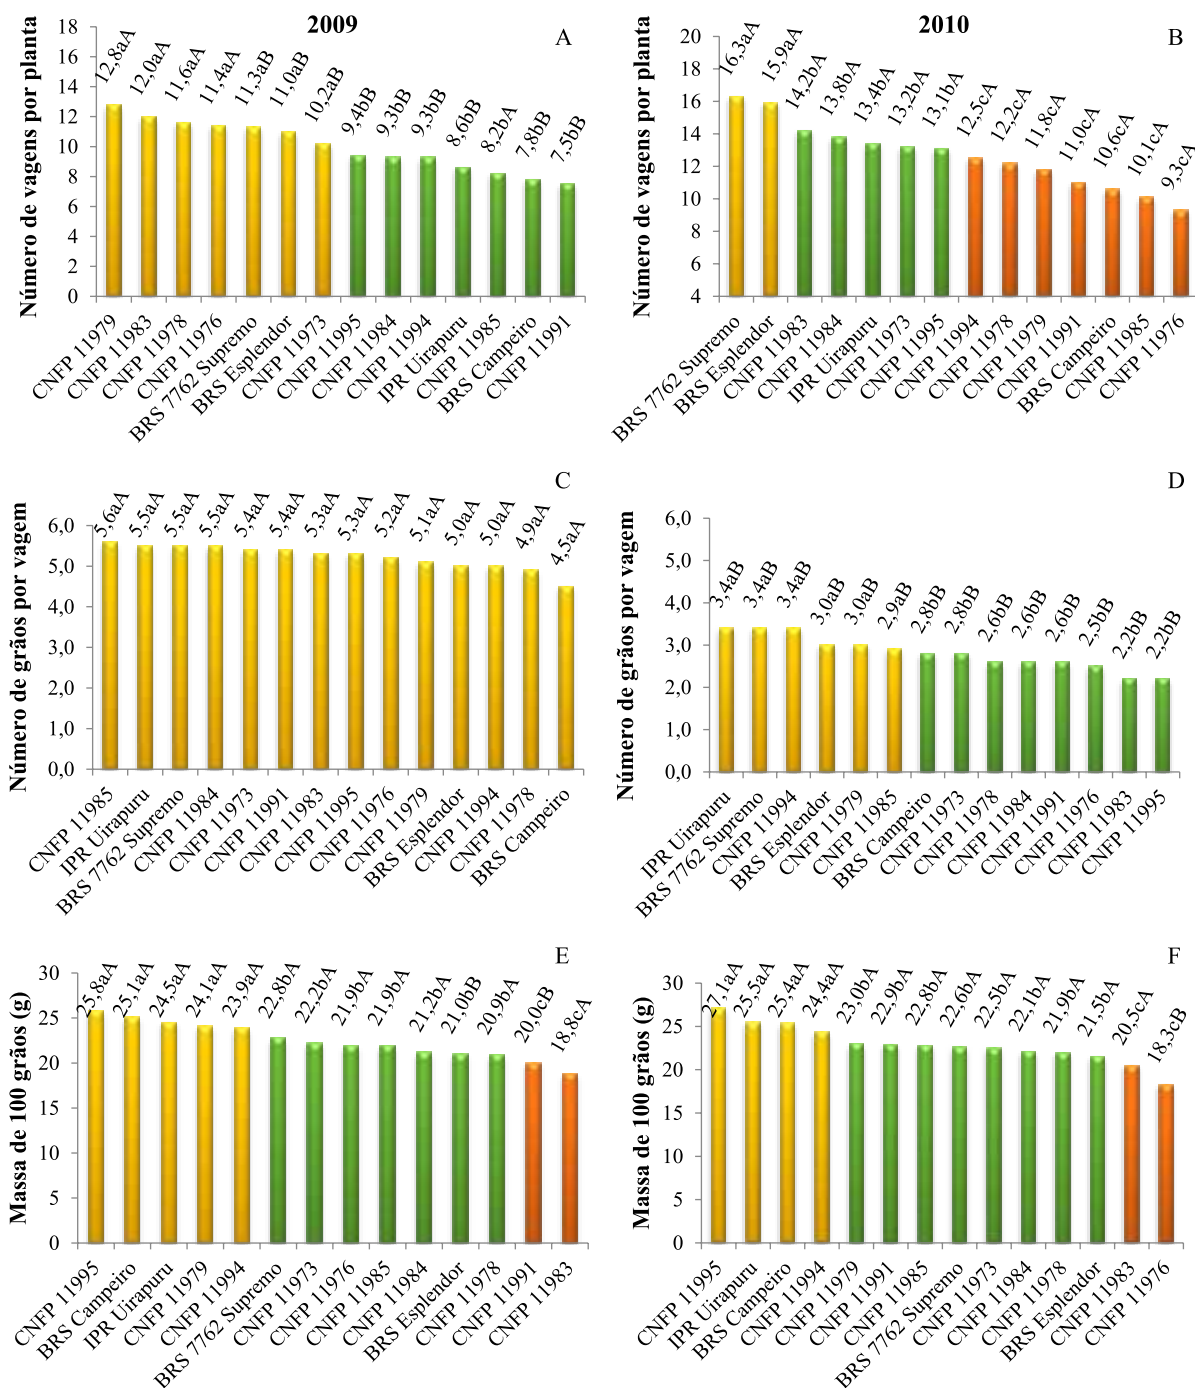 2009
A
Número de vagens por planta
18
16
14
12
10
8
6
4
2
0
12,8aA
12,0aA
11,6aA
11,4aA
11,3aB
11,0aB
10,2aB
9,4bB
9,3bB
9,3bB
8,6bB
8,2bA
7,8bB
7,5bB
CNFP 11979
CNFP 11983
CNFP 11978
CNFP 11976
BRS 7762 Supremo
BRS Esplendor
CNFP 11973
CNFP 11995
CNFP 11984
CNFP 11994
IPR Uirapuru
CNFP 11985
BRS Campeiro
CNFP 11991
2010
B
Número de vagens por planta
20
18
16
14
12
10
8
6
4
16,3aA
15,9aA
14,2bA
13,8bA
13,4bA
13,2bA
13,1bA
12,5cA
12,2cA
11,8cA
11,0cA
10,6cA
10,1cA
9,3cA
BRS 7762 Supremo
BRS Esplendor
CNFP 11983
CNFP 11984
IPR Uirapuru
CNFP 11973
CNFP 11995
CNFP 11994
CNFP 11978
CNFP 11979
CNFP 11991
BRS Campeiro
CNFP 11985
CNFP 11976
C
Número de grãos por vagem
6,0
5,0
4,0
3,0
2,0
1,0
0,0
5,6aA
5,5aA
5,5aA
5,5aA
5,4aA
5,4aA
5,3aA
5,3aA
5,2aA
5,1aA
5,0aA
5,0aA
4,9aA
4,5aA
CNFP 11985
IPR Uirapuru
BRS 7762 Supremo
CNFP 11984
CNFP 11973
CNFP 11991
CNFP 11983
CNFP 11995
CNFP 11976
CNFP 11979
BRS Esplendor
CNFP 11994
CNFP 11978
BRS Campeiro
D
Número de grãos por vagem
6,0
5,0
4,0
3,0
2,0
1,0
0,0
3,4aB
3,4aB
3,4aB
3,0aB
3,0aB
2,9aB
2,8bB
2,8bB
2,6bB
2,6bB
2,6bB
2,5bB
2,2bB
2,2bB
IPR Uirapuru
BRS 7762 Supremo
CNFP 11994
BRS Esplendor
CNFP 11979
CNFP 11985
BRS Campeiro
CNFP 11973
CNFP 11978
CNFP 11984
CNFP 11991
CNFP 11976
CNFP 11983
CNFP 11995
E
Massa de 100 grãos (g)
30
25
20
15
10
5
0
25,8aA
25,1aA
24,5aA
24,1aA
23,9aA
22,8bA
22,2bA
21,9bA
21,9bA
21,2bA
21,0bB
20,9bA
20,0cB
18,8cA
CNFP 11995
BRS Campeiro
IPR Uirapuru
CNFP 11979
CNFP 11994
BRS 7762 Supremo
CNFP 11973
CNFP 11976
CNFP 11985
CNFP 11984
BRS Esplendor
CNFP 11978
CNFP 11991
CNFP 11983
F
Massa de 100 grãos (g)
30
25
20
15
10
5
0
27,1aA
25,5aA
25,4aA
24,4aA
23,0bA
22,9bA
22,8bA
22,6bA
22,5bA
22,1bA
21,9bA
21,5bA
20,5cA
18,3cB
CNFP 11995
IPR Uirapuru
BRS Campeiro
CNFP 11994
CNFP 11979
CNFP 11991
CNFP 11985
BRS 7762 Supremo
CNFP 11973
CNFP 11984
CNFP 11978
BRS Esplendor
CNFP 11983
CNFP 11976